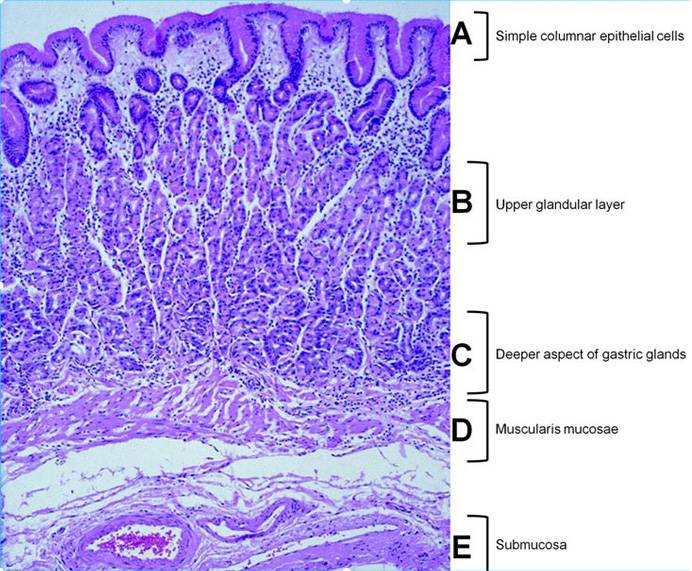 A Simple columnar epithelial cells
B Upper glandular layer
C Deeper aspect of gastric glands
D Muscularis mucosae
E Submucosa